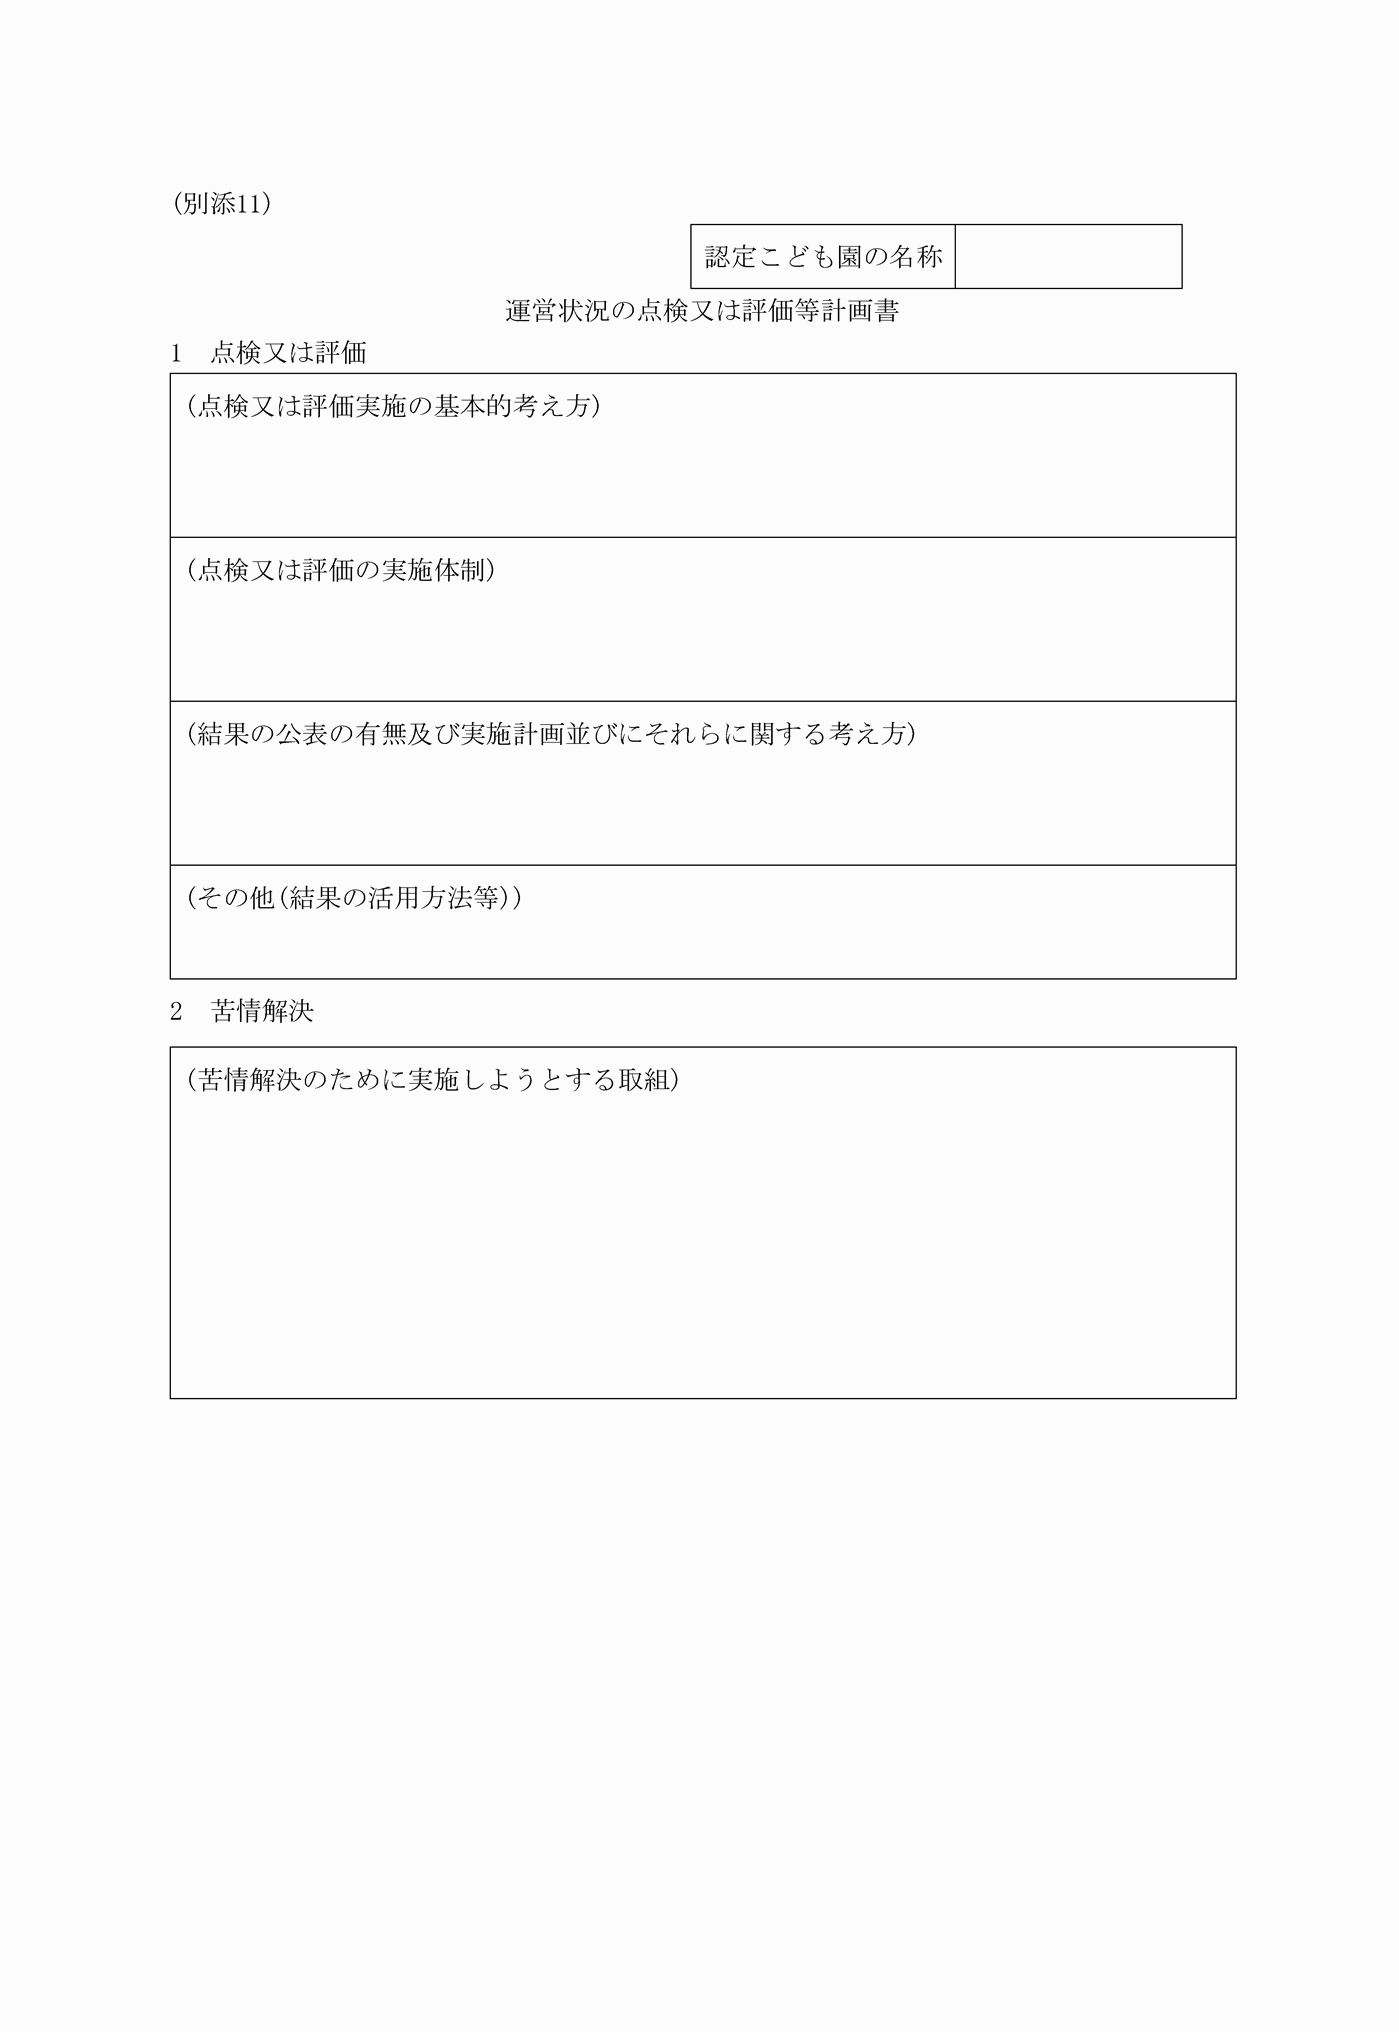 (別添11)
認定こども園の名称
運営状況の点検又は評価等計画書
1　点検又は評価
(点検又は評価実施の基本的考え方)
(点検又は評価の実施体制)
(結果の公表の有無及び実施計画並びにそれらに関する考え方)
(その他(結果の活用方法等))
2　苦情解決
(苦情解決のために実施しようとする取組)